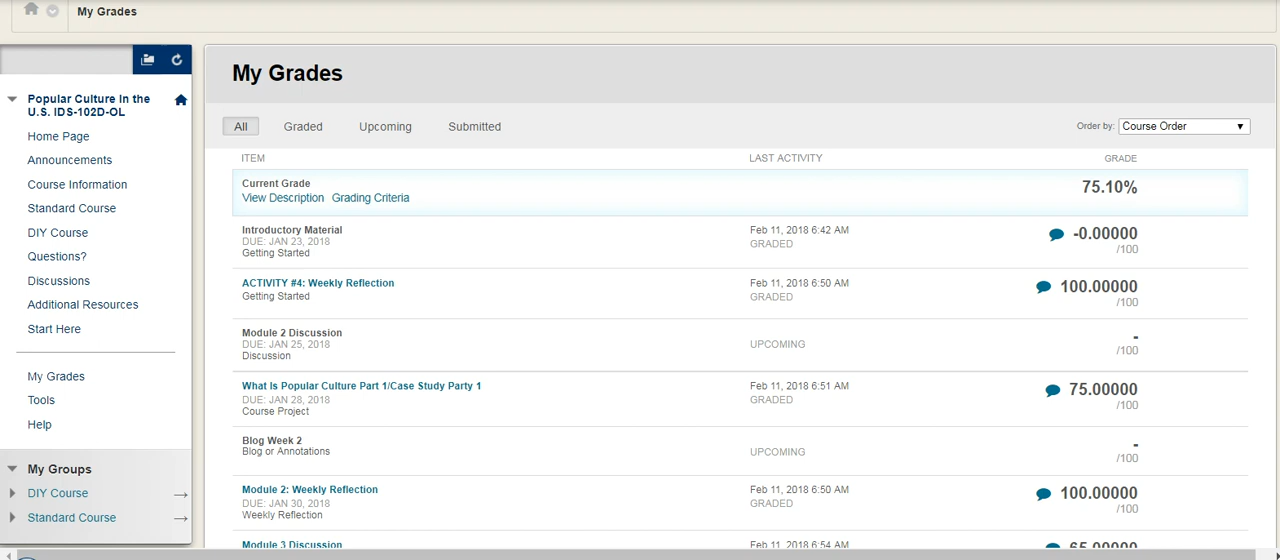 My Grades
Popular Culture in the
U.S. IDS-102D-OL
Home Page
Announcements
Course Information
Standard Course
DIY Course
Questions?
Discussions
Additional Resources
Start Here
My Grades
Tools
Help
My Groups
DIY Course →
Standard Course →
My Grades
All Graded Upcoming Submitted Order by: Course Order
ITEM LAST ACTIVITY GRADE
Current Grade
75.10%
View Description Grading Criteria
Introductory Material Feb 11, 2018 6:42 AM -0.00000
DUE: JAN 23, 2018 GRADED /100
Getting Started
ACTIVITY #4: Weekly Reflection Feb 11, 2018 6:50 AM 100.00000
Getting Started GRADED /100
Module 2 Discussion -
DUE: JAN 25, 2018 UPCOMING /100
Discussion
What Is Popular Culture Part 1/Case Study Party 1 Feb 11, 2018 6:51 AM 75.00000
DUE: JAN 28, 2018 GRADED /100
Course Project
Blog Week 2 -
Blog or Annotations UPCOMING /100
Module 2: Weekly Reflection Feb 11, 2018 6:50 AM 100.00000
DUE: JAN 30, 2018 GRADED /100
Weekly Reflection
Module 3 Discussion Feb 11, 2018 6:54 AM 65.00000